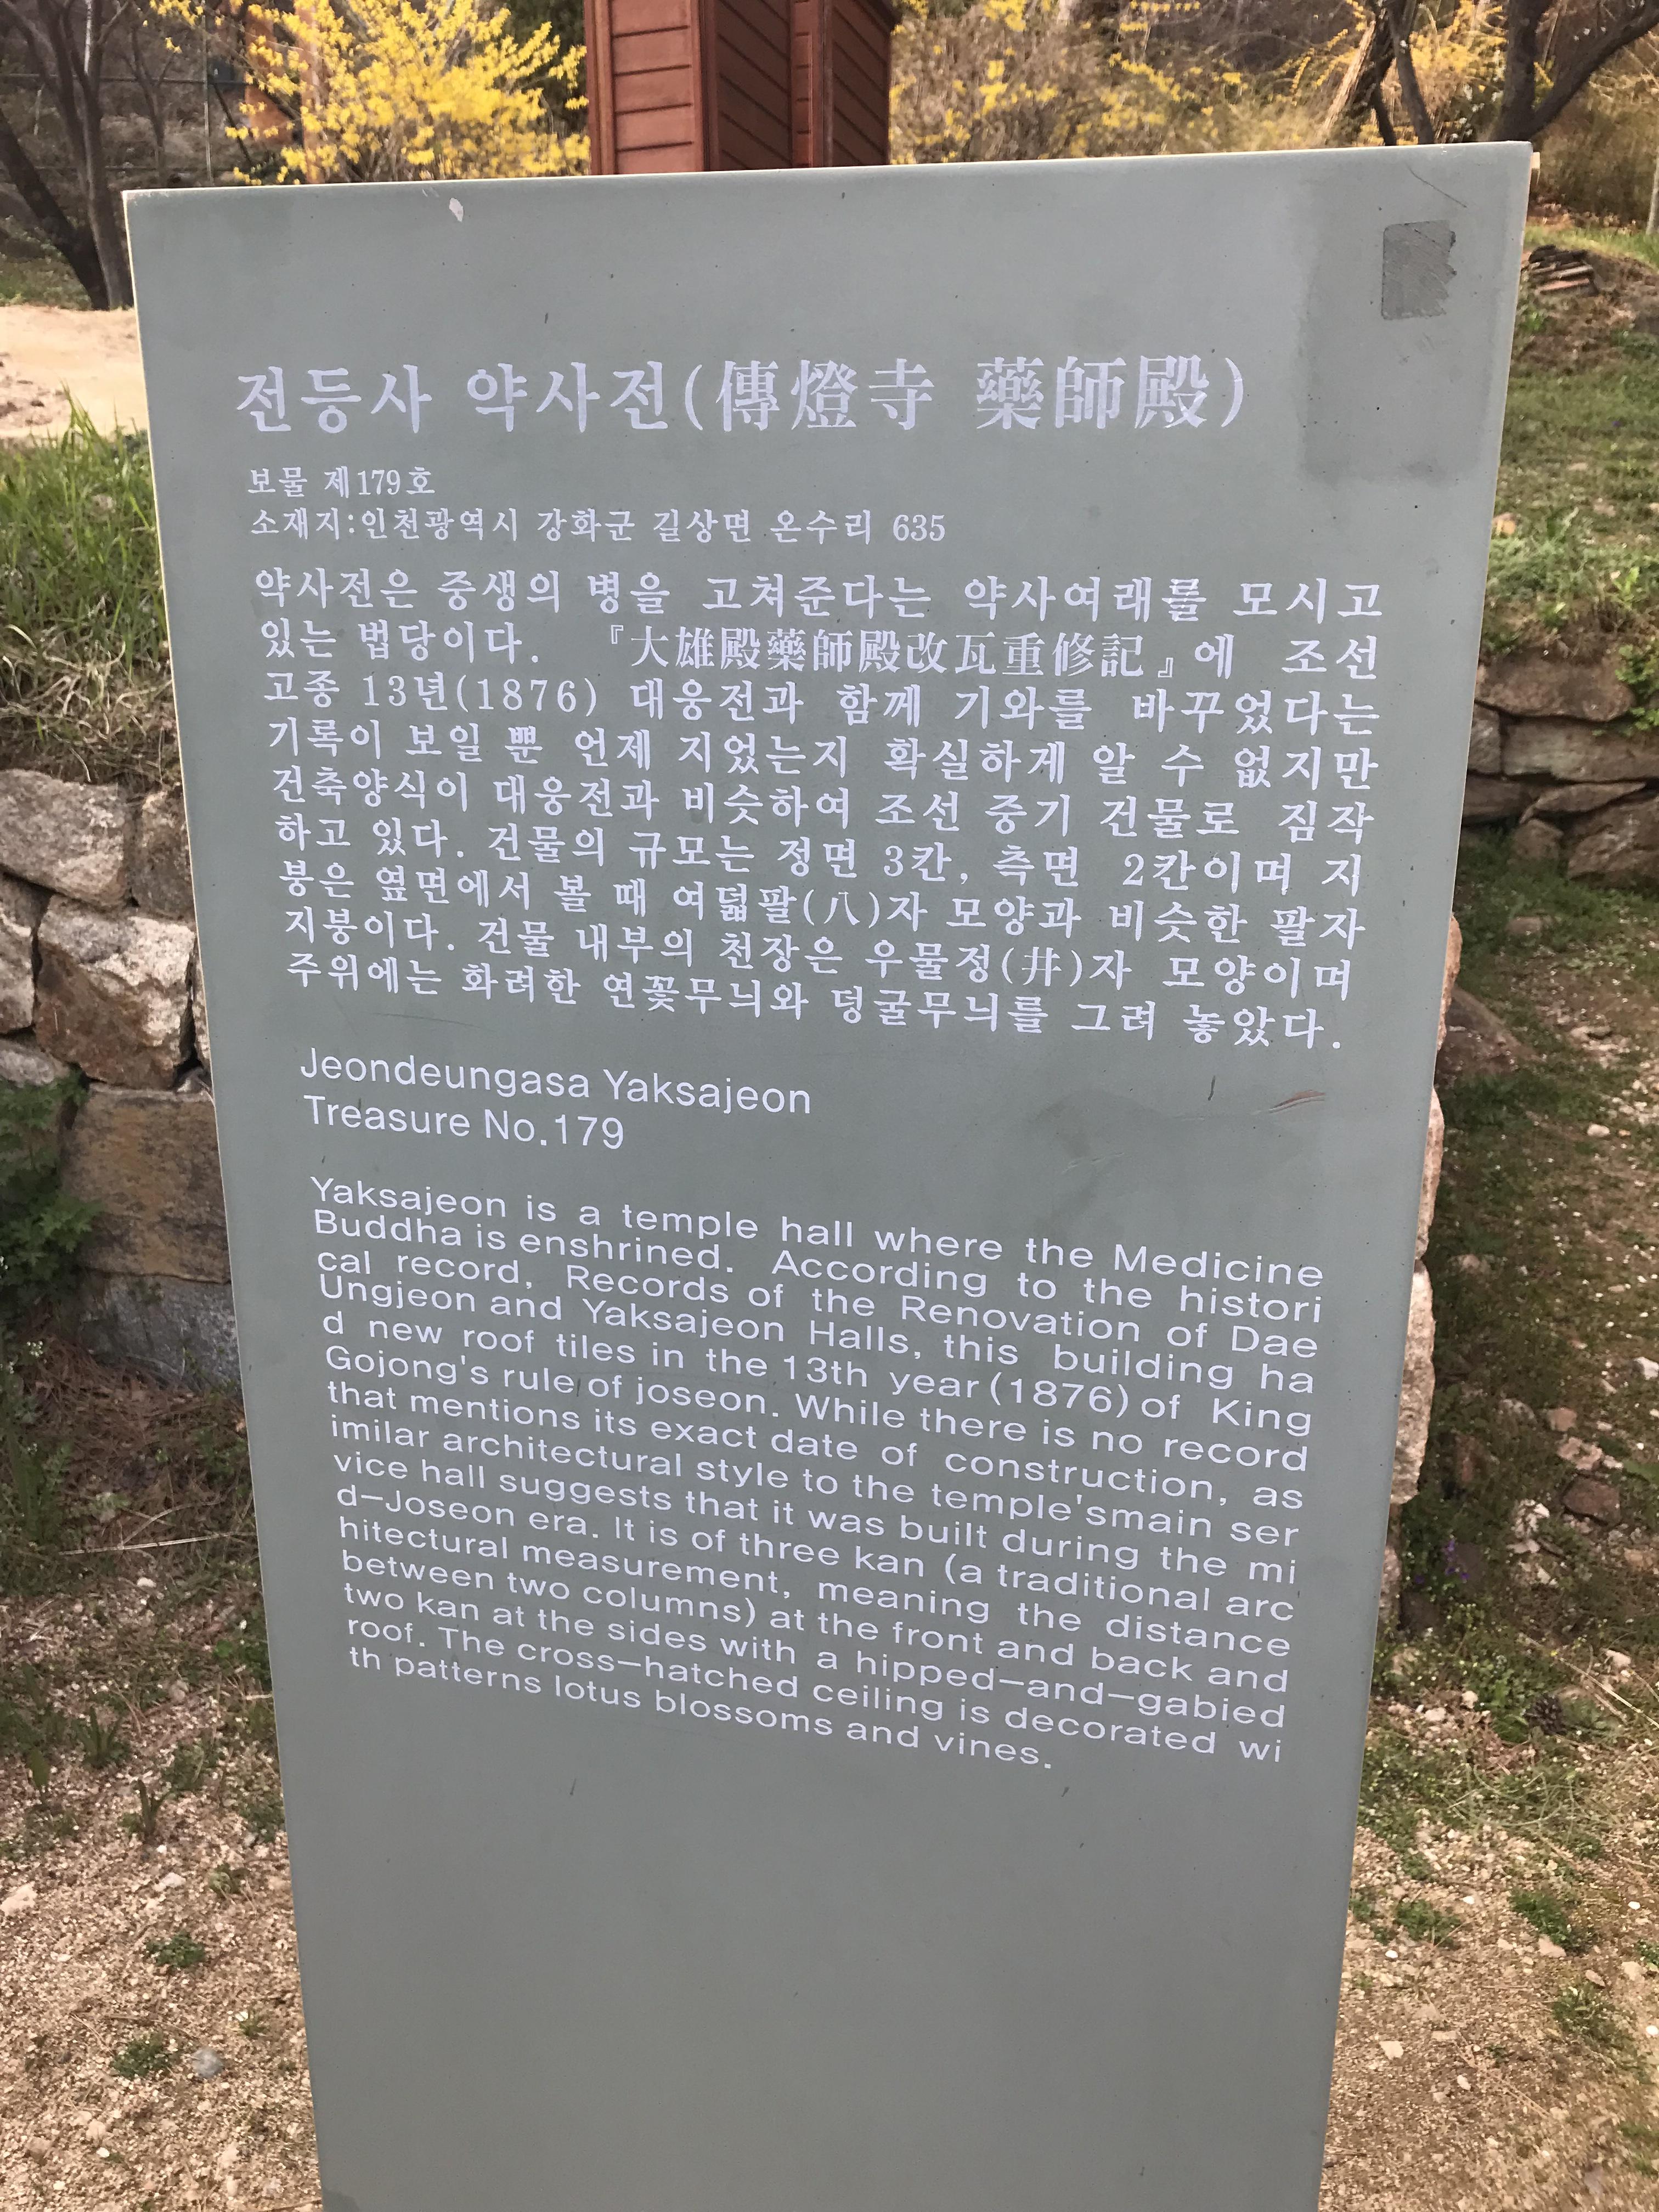 전등사 약사전(傳燈寺 藥師殿)
보물 제179호
소재지:인천광역시 강화군 길상면 온수리 635
약사전은 중생의 병을 고쳐준다는 약사여래를 모시고
있는 법당이다. 『大雄殿藥師殿改瓦重修記』에 조선
고종 13년(1876) 대웅전과 함께 기와를 바꾸었다는
기록이 보일 뿐 언제 지었는지 확실하게 알 수 없지만
건축양식이 대웅전과 비슷하여 조선 중기 건물로 짐작
하고 있다. 건물의 규모는 정면 3칸, 측면 2칸이며 지
붕은 옆면에서 볼 때 여덟팔(八)자 모양과 비슷한 팔자
지붕이다. 건물 내부의 천장은 우물정(井)자 모양이며
주위에는 화려한 연꽃무늬와 덩굴무늬를 그려 놓았다.
Jeondeungasa Yaksajeon
Treasure No.179
Yaksajeon is a temple hall where the Medicine
Buddha is enshrined. According to the histori
cal record, Records of the Renovation of Dae
Ungjeon and Yaksajeon Halls, this building ha
d new roof tiles in the 13th year(1876)of King
Gojong's rule of joseon. While there is no record
that mentions its exact date of construction, as
imilar architectural style to the temple'smain ser
vice hall suggests that it was built during the mi
d-Joseon era. It is of three kan (a traditional arc
hitectural measurement, meaning the distance
between two columns) at the front and back and
two kan at the sides with a hipped-and-gabied
roof. The cross-hatched ceiling is decorated wi
th patterns lotus blossoms and vines.